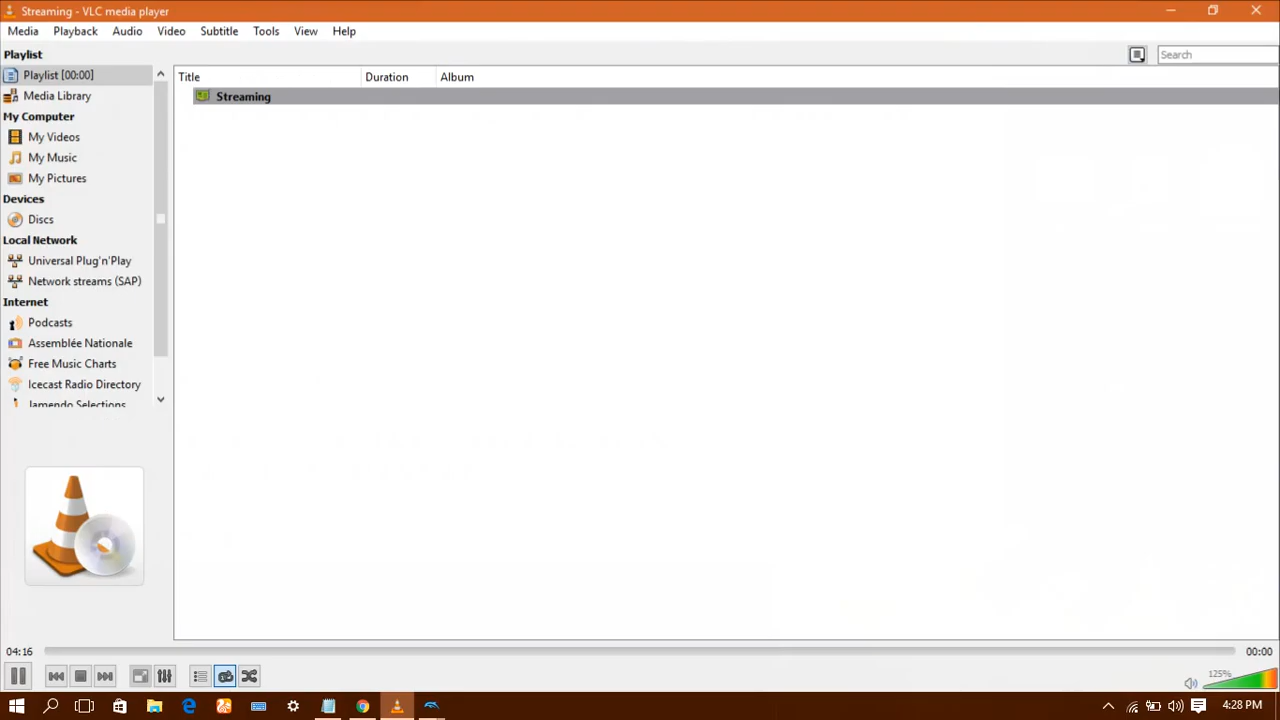 Streaming - VLC media player
Media Playback Audio Video Subtitle Tools View Help
Playlist
Search
Playlist [00:00]
Title Duration Album
Media Library
Streaming
My Computer
My Videos
My Music
My Pictures
Devices
Discs
Local Network
Universal Plug'n'Play
Network streams (SAP)
Internet
Podcasts
Assemblée Nationale
Free Music Charts
Icecast Radio Directory
Jamendo Selections
04:16
00:00
125%
4:28 PM